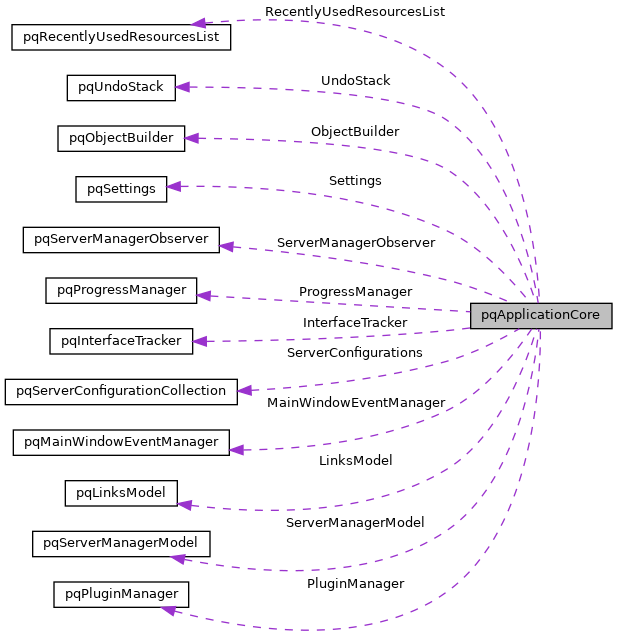 RecentlyUsedResourcesList
pqRecentlyUsedResourcesList
UndoStack
pqUndoStack
ObjectBuilder
pqObjectBuilder
Settings
pqSettings
pqServerManagerObserver
ServerManagerObserver
pqProgressManager
ProgressManager
pqApplicationCore
InterfaceTracker
pqInterfaceTracker
ServerConfigurations
pqServerConfigurationCollection
MainWindowEventManager
pqMainWindowEventManager
LinksModel
pqLinksModel
ServerManagerModel
pqServerManagerModel
PluginManager
pqPluginManager